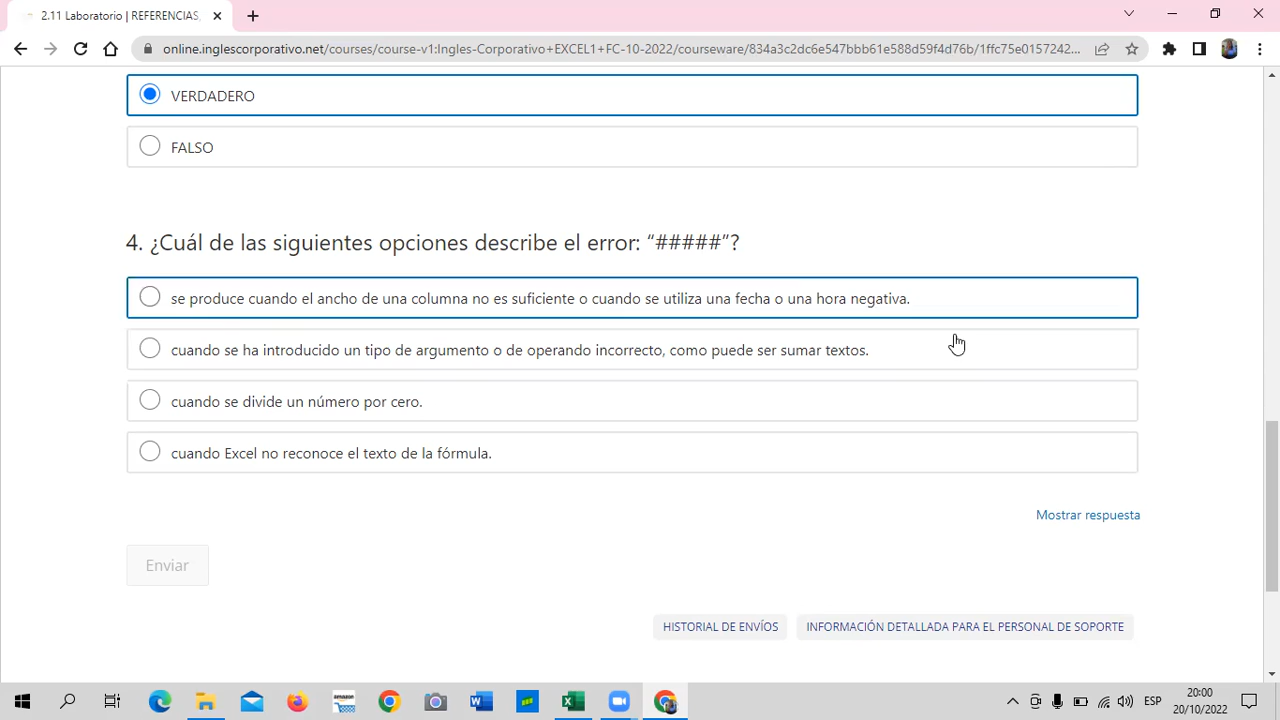 2.11 Laboratorio | REFERENCIAS,
online.inglescorporativo.net/courses/course-v1:Ingles-Corporativo+EXCEL1+FC-10-2022/courseware/834a3c2dc6e547bbb61e588d59f4d76b/1ffc75e0157242...
VERDADERO
FALSO
4. ¿Cuál de las siguientes opciones describe el error: “#####”?
se produce cuando el ancho de una columna no es suficiente o cuando se utiliza una fecha o una hora negativa.
cuando se ha introducido un tipo de argumento o de operando incorrecto, como puede ser sumar textos.
cuando se divide un número por cero.
cuando Excel no reconoce el texto de la fórmula.
Mostrar respuesta
Enviar
HISTORIAL DE ENVÍOS
INFORMACIÓN DETALLADA PARA EL PERSONAL DE SOPORTE
amazon
ESP
20:00
20/10/2022